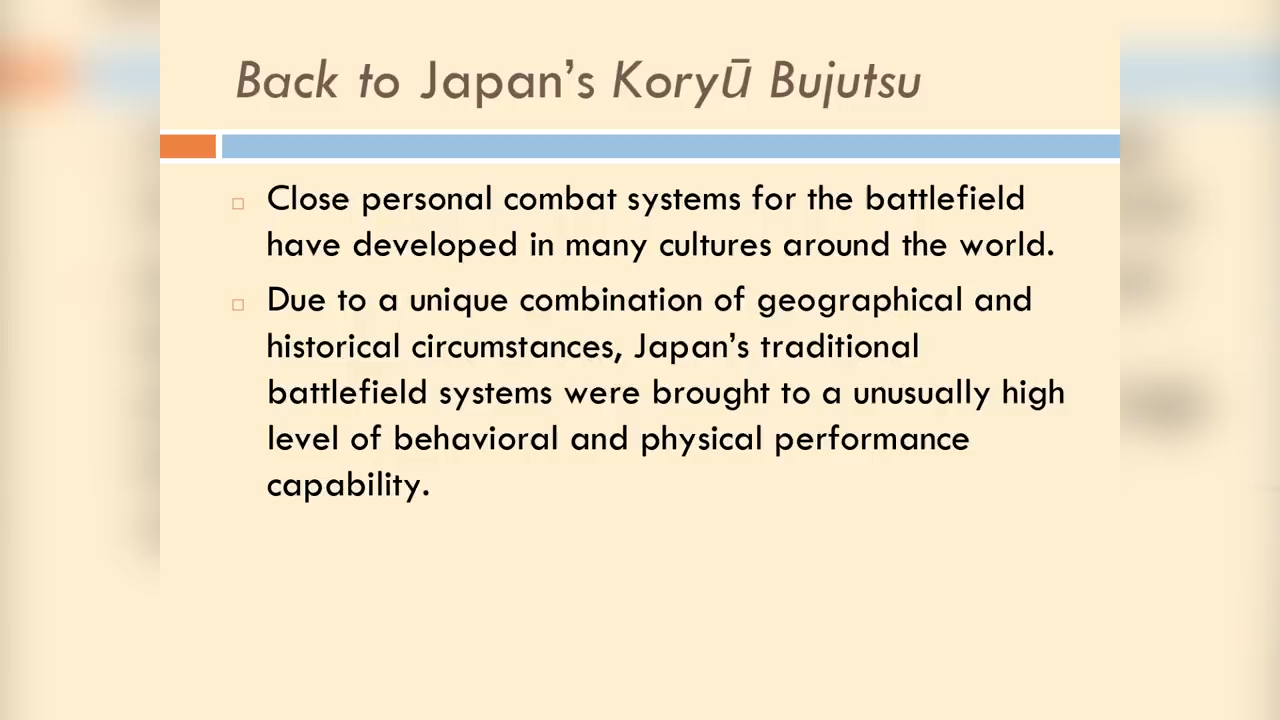 Back to Japan’s Koryū Bujutsu
Close personal combat systems for the battlefield
have developed in many cultures around the world.
Due to a unique combination of geographical and
historical circumstances, Japan’s traditional
battlefield systems were brought to a unusually high
level of behavioral and physical performance
capability.